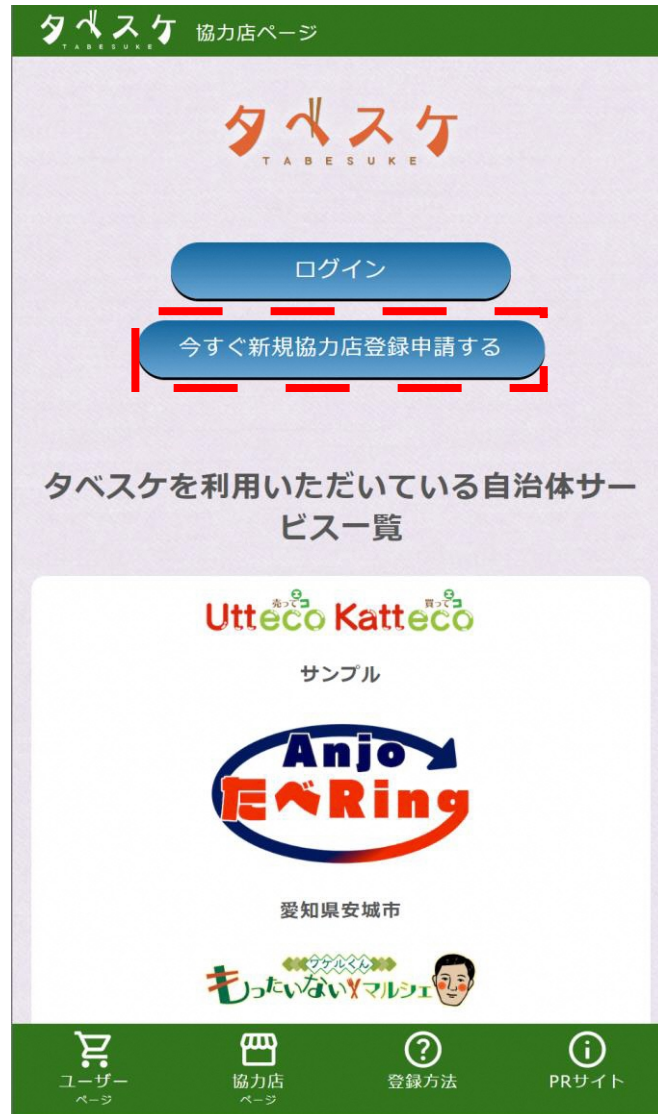 タベスケ 協力店ページ
TABESUKE
タベスケ
TABESUKE
ログイン
今すぐ新規協力店登録申請する
タベスケを利用いただいている自治体サー
ビス一覧
売ってコ 買ってコ
Utteco Katteco
サンプル
Anjo
たべRing
愛知県安城市
ワケルくん
もったいないマルシェ
ユーザー 協力店 登録方法 PRサイト
ページ ページ